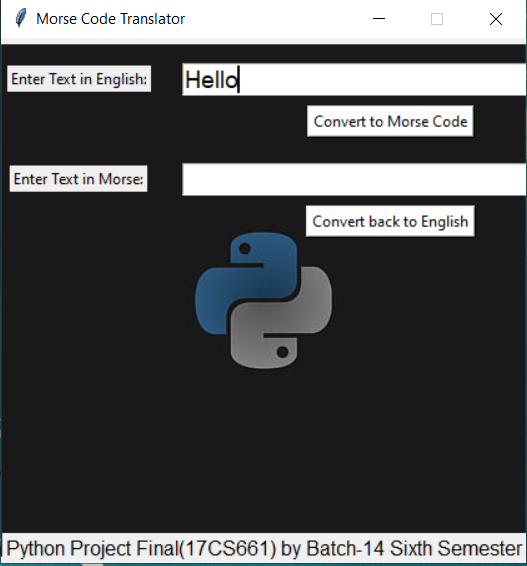 Morse Code Translator
Enter Text in English:
Hello
Convert to Morse Code
Enter Text in Morse:
Convert back to English
Python Project Final(17CS661) by Batch-14 Sixth Semester